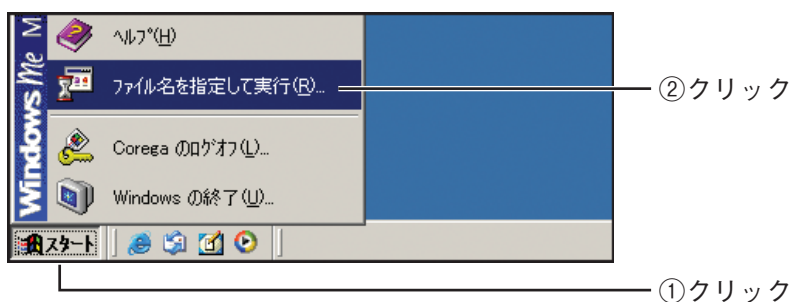 Windows Me M
ヘルプ(H)
ファイル名を指定して実行(R)...
②クリック
Corega のログオフ(L)...
Windows の終了(U)...
スタート
①クリック